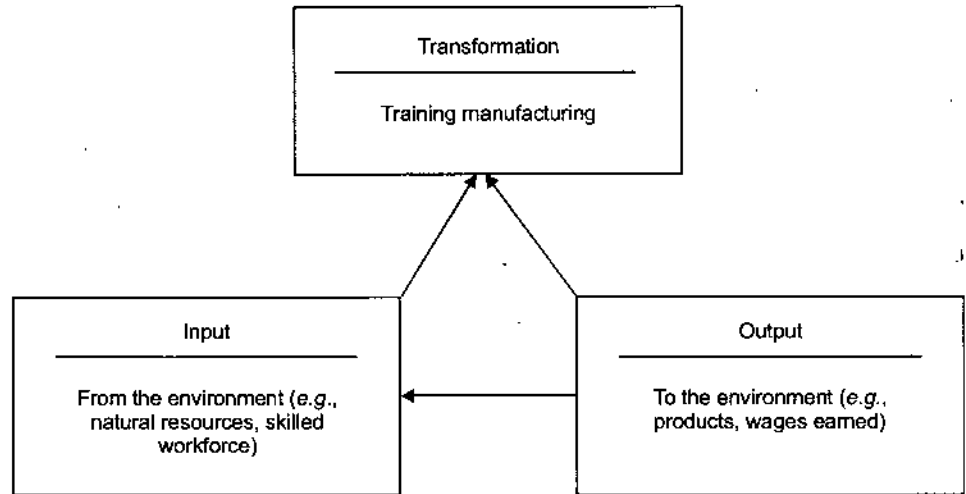 Transformation
Training manufacturing
Input
From the environment (e.g.,
natural resources, skilled
workforce)
Output
To the environment (e.g.,
products, wages earned)